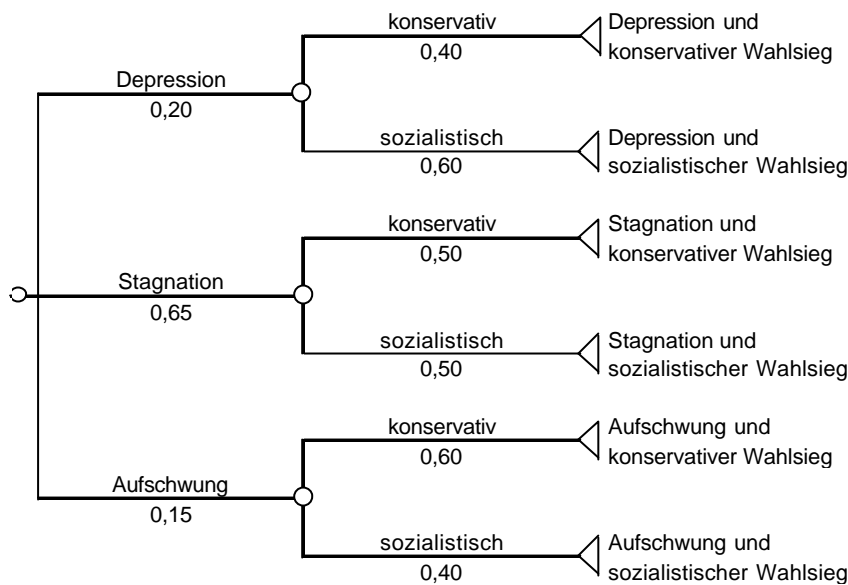 konservativ
0,40
Depression und
konservativer Wahlsieg
Depression
0,20
sozialistisch
0,60
Depression und
sozialistischer Wahlsieg
konservativ
0,50
Stagnation und
konservativer Wahlsieg
Stagnation
0,65
sozialistisch
0,50
Stagnation und
sozialistischer Wahlsieg
konservativ
0,60
Aufschwung und
konservativer Wahlsieg
Aufschwung
0,15
sozialistisch
0,40
Aufschwung und
sozialistischer Wahlsieg